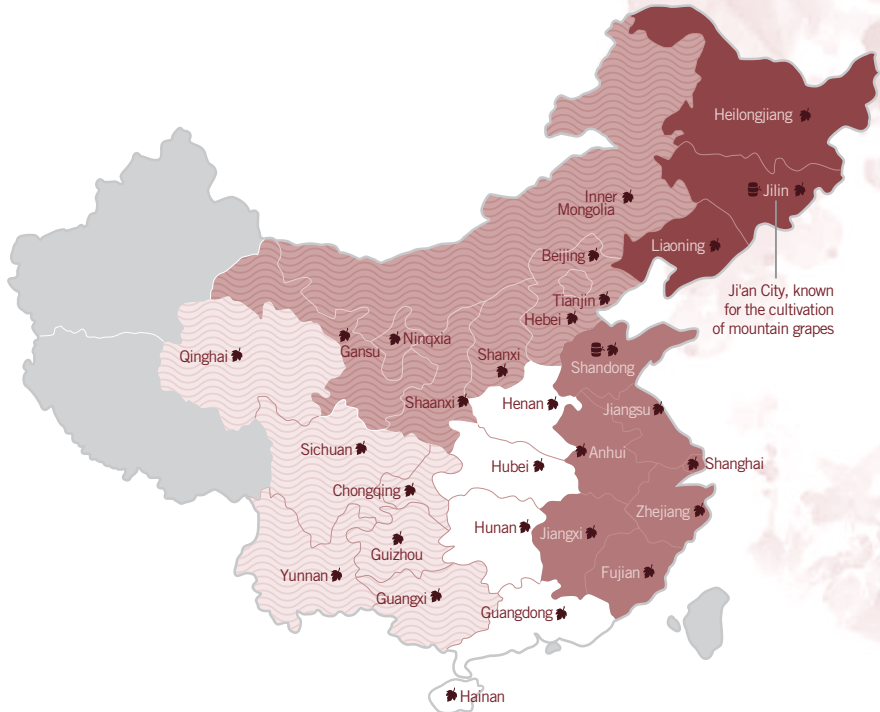 Heilongjiang
Jilin
Inner
Mongolia
Liaoning
Beijing
Ji'an City, known
for the cultivation
of mountain grapes
Tianjin
Hebei
Ninqxia
Gansu
Qinghai
Shanxi
Shandong
Shaanxi
Henan
Jiangsu
Sichuan
Anhui
Shanghai
Hubei
Chongqing
Zhejiang
Hunan
Jiangxi
Guizhou
Fujian
Yunnan
Guangxi
Guangdong
Hainan